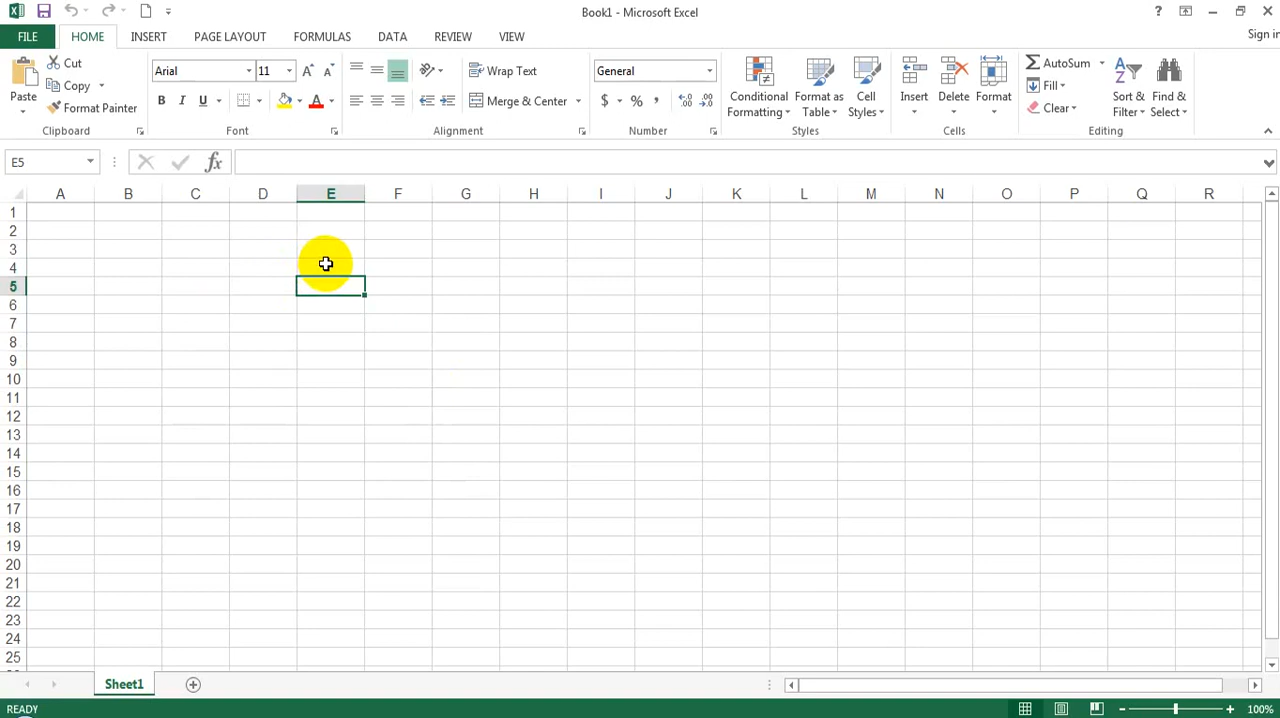 Book1 - Microsoft Excel
?
FILE HOME INSERT PAGE LAYOUT FORMULAS DATA REVIEW VIEW Sign in
Paste
Cut
Copy
Format Painter
Clipboard
Arial 11
B I U
Font
Wrap Text
Merge & Center
Alignment
General
$ % ,
Number
Conditional Formatting
Format as Table
Cell Styles
Styles
Insert
Delete
Format
Cells
AutoSum
Fill
Clear
Sort & Filter
Find & Select
Editing
E5 fx
A B C D E F G H I J K L M N O P Q R
1
2
3
4
5
6
7
8
9
10
11
12
13
14
15
16
17
18
19
20
21
22
23
24
25
Sheet1
READY 100%